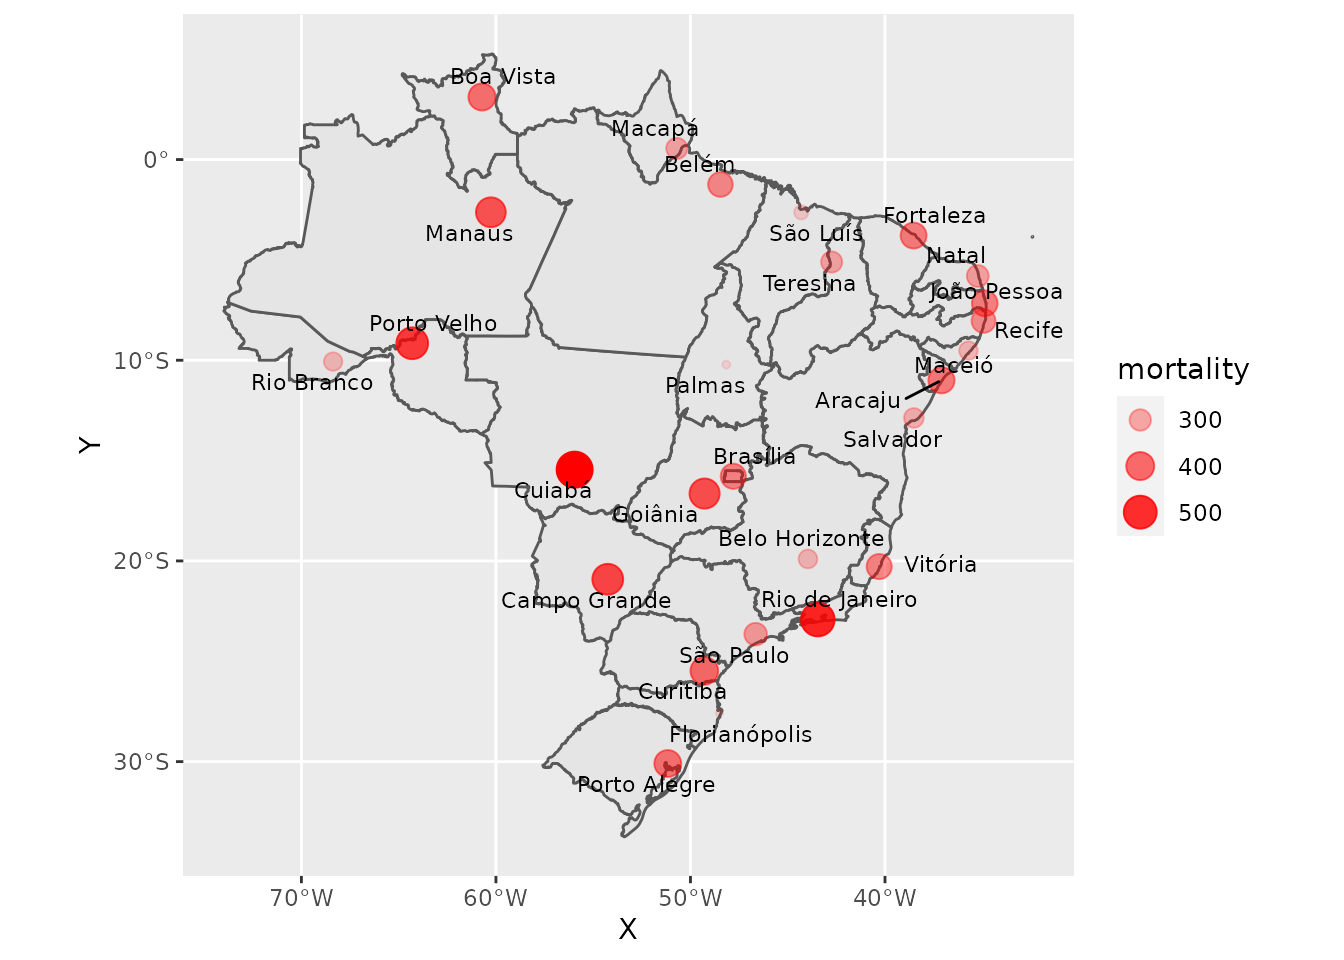 Boa Vista
Macapá
Belém
Manaus
São Luís
Fortaleza
Teresina
Natal
João Pessoa
Recife
Porto Velho
Rio Branco
Palmas
Maceió
Aracaju
Salvador
Brasília
Cuiabá
Goiânia
Belo Horizonte
Vitória
Campo Grande
Rio de Janeiro
São Paulo
Curitiba
Florianópolis
Porto Alegre
0°
10°S
20°S
30°S
Y
70°W
60°W
50°W
40°W
X
mortality
300
400
500